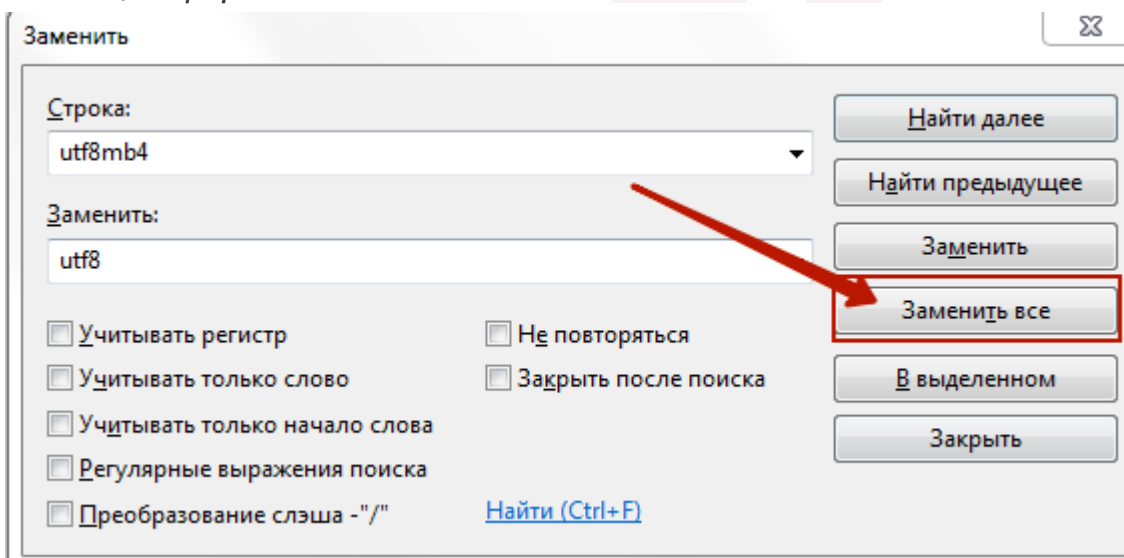 Заменить
Строка:
utf8mb4
Заменить:
utf8
Учитывать регистр
Учитывать только слово
Учитывать только начало слова
Регулярные выражения поиска
Преобразование слэша -"/"
Не повторяться
Закрыть после поиска
Найти (Ctrl+F)
Найти далее
Найти предыдущее
Заменить
Заменить все
В выделенном
Закрыть